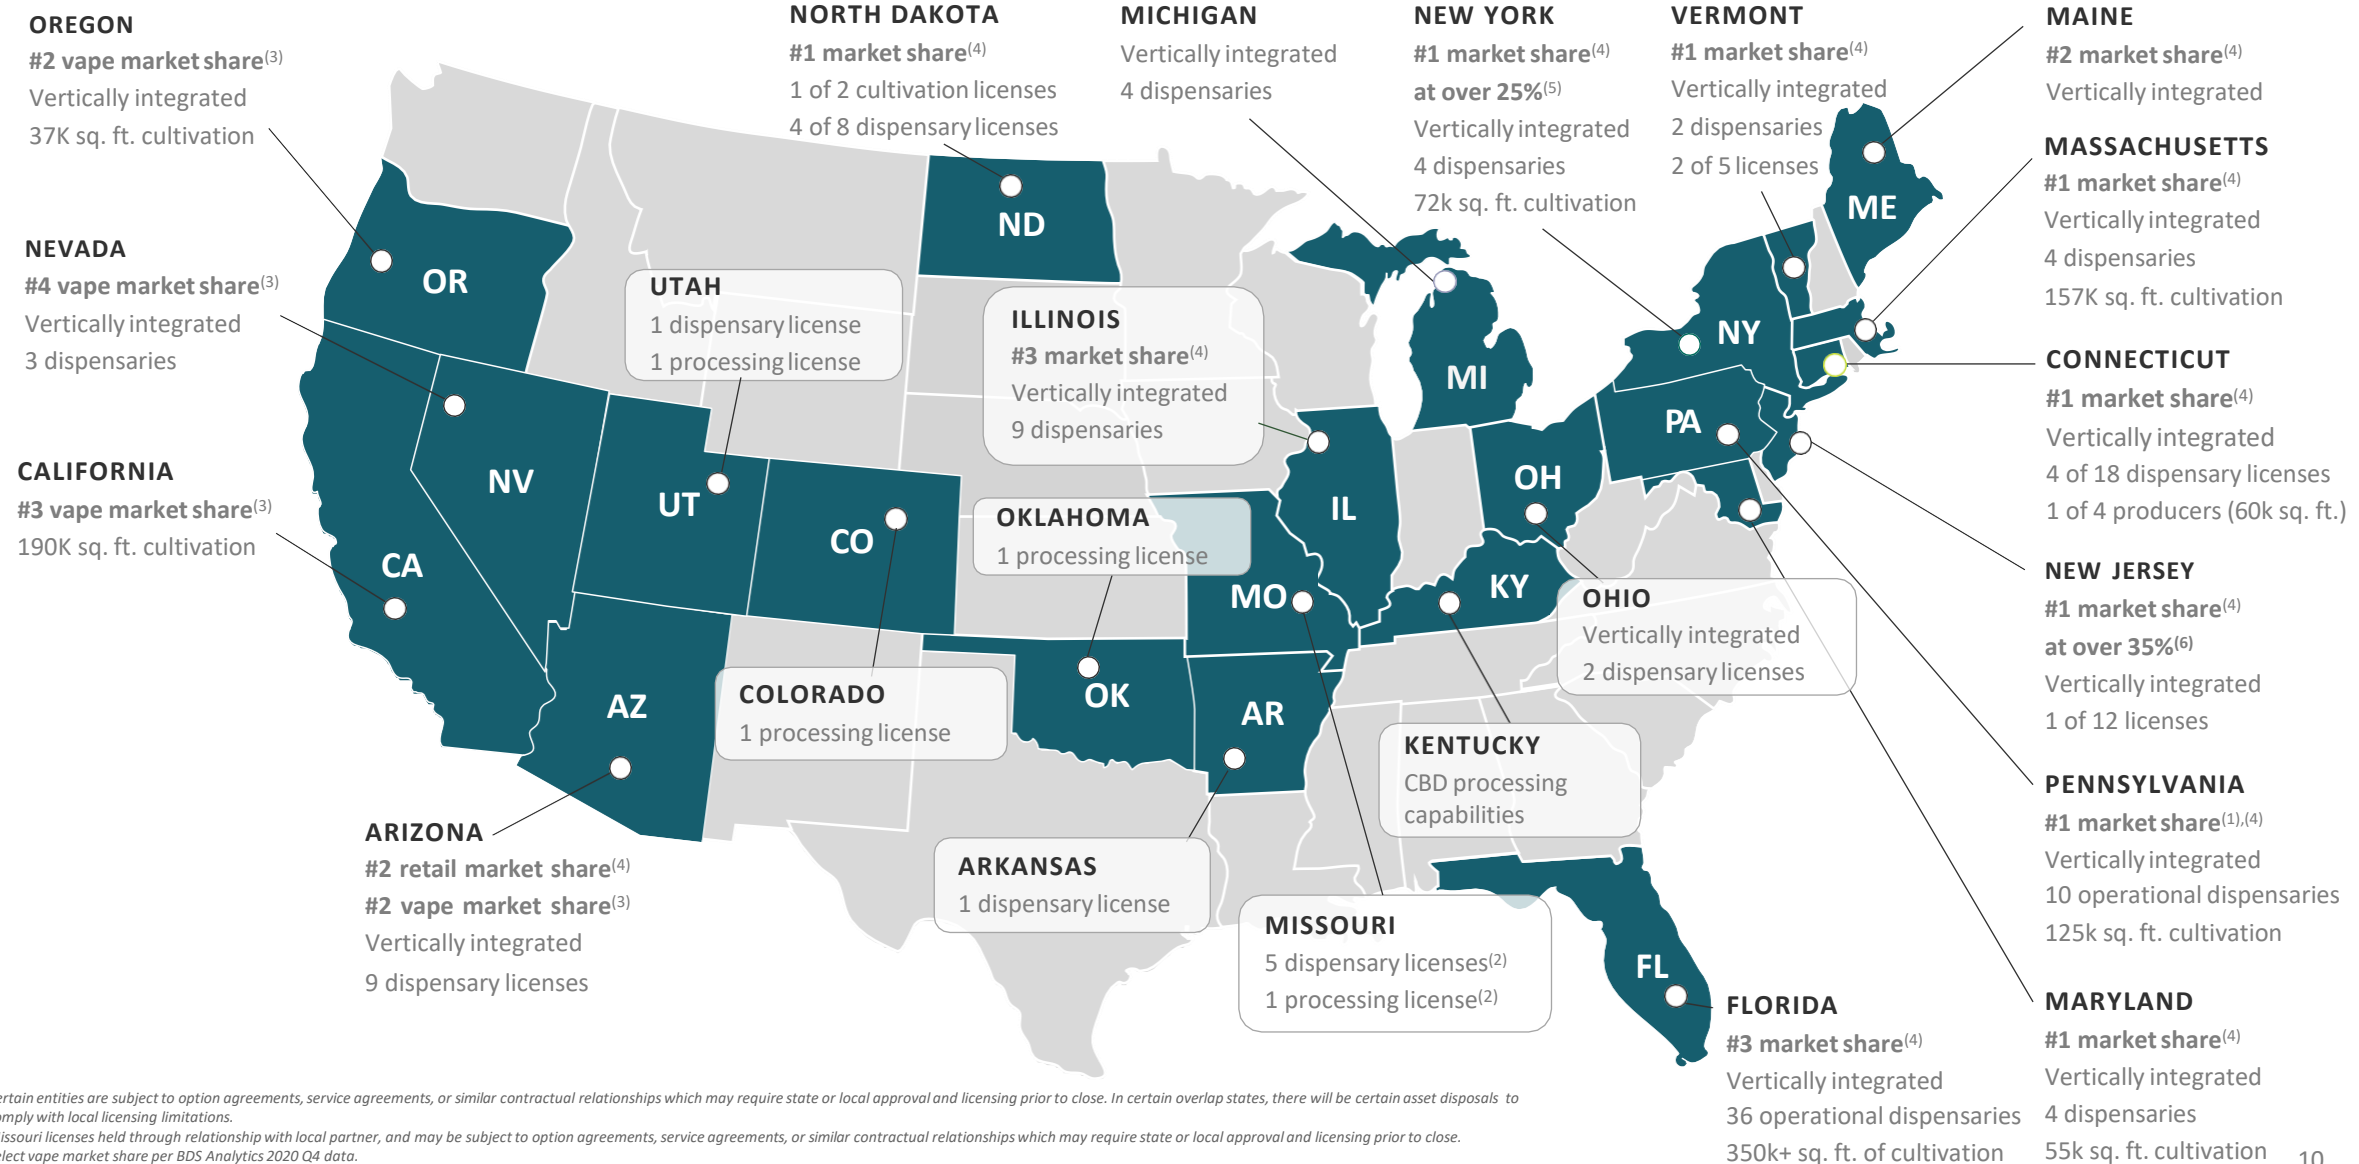 OREGON
#2 vape market share(3)
Vertically integrated
37K sq. ft. cultivation
NORTH DAKOTA
#1 market share(4)
1 of 2 cultivation licenses
4 of 8 dispensary licenses
MICHIGAN
Vertically integrated
4 dispensaries
NEW YORK
#1 market share(4)
at over 25%(5)
Vertically integrated
4 dispensaries
72k sq. ft. cultivation
VERMONT
#1 market share(4)
Vertically integrated
2 dispensaries
2 of 5 licenses
MAINE
#2 market share(4)
Vertically integrated
MASSACHUSETTS
#1 market share(4)
Vertically integrated
4 dispensaries
157K sq. ft. cultivation
NEVADA
#4 vape market share(3)
Vertically integrated
3 dispensaries
UTAH
1 dispensary license
1 processing license
ILLINOIS
#3 market share(4)
Vertically integrated
9 dispensaries
CONNECTICUT
#1 market share(4)
Vertically integrated
4 of 18 dispensary licenses
1 of 4 producers (60k sq. ft.)
CALIFORNIA
#3 vape market share(3)
190K sq. ft. cultivation
OKLAHOMA
1 processing license
OHIO
Vertically integrated
2 dispensary licenses
NEW JERSEY
#1 market share(4)
at over 35%(6)
Vertically integrated
1 of 12 licenses
COLORADO
1 processing license
KENTUCKY
CBD processing
capabilities
PENNSYLVANIA
#1 market share(1),(4)
Vertically integrated
10 operational dispensaries
125k sq. ft. cultivation
ARIZONA
#2 retail market share(4)
#2 vape market share(3)
Vertically integrated
9 dispensary licenses
ARKANSAS
1 dispensary license
MISSOURI
5 dispensary licenses(2)
1 processing license(2)
FLORIDA
#3 market share(4)
Vertically integrated
36 operational dispensaries
350k+ sq. ft. of cultivation
MARYLAND
#1 market share(4)
Vertically integrated
4 dispensaries
55k sq. ft. cultivation
OR
ND
ME
NY
MI
PA
NV
UT
CO
IL
OH
CA
MO
KY
AZ
OK
AR
FL
ertain entities are subject to option agreements, service agreements, or similar contractual relationships which may require state or local approval and licensing prior to close. In certain overlap states, there will be certain asset disposals to
omply with local licensing limitations.
issouri licenses held through relationship with local partner, and may be subject to option agreements, service agreements, or similar contractual relationships which may require state or local approval and licensing prior to close.
elect vape market share per BDS Analytics 2020 Q4 data.
10